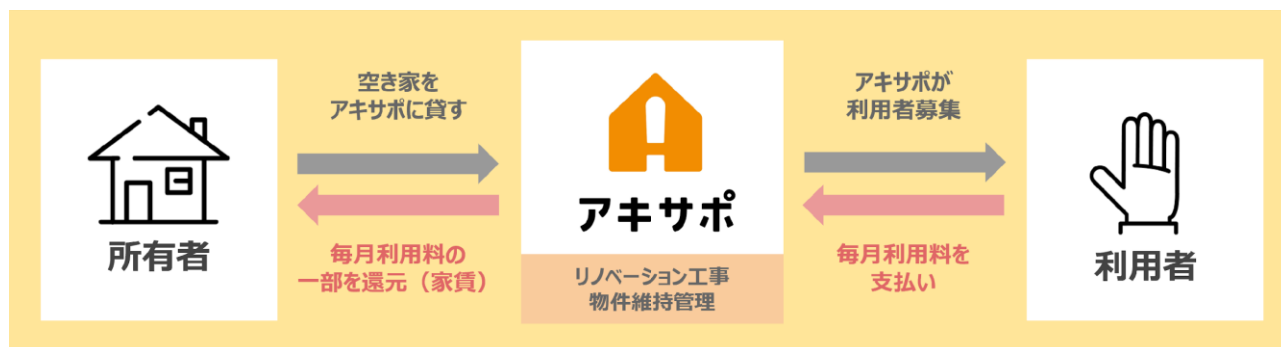 空き家を
アキサポに貸す
アキサポが
利用者募集
所有者
アキサポ
利用者
毎月利用料の
一部を還元（家賃）
リノベーション工事
物件維持管理
毎月利用料を
支払い